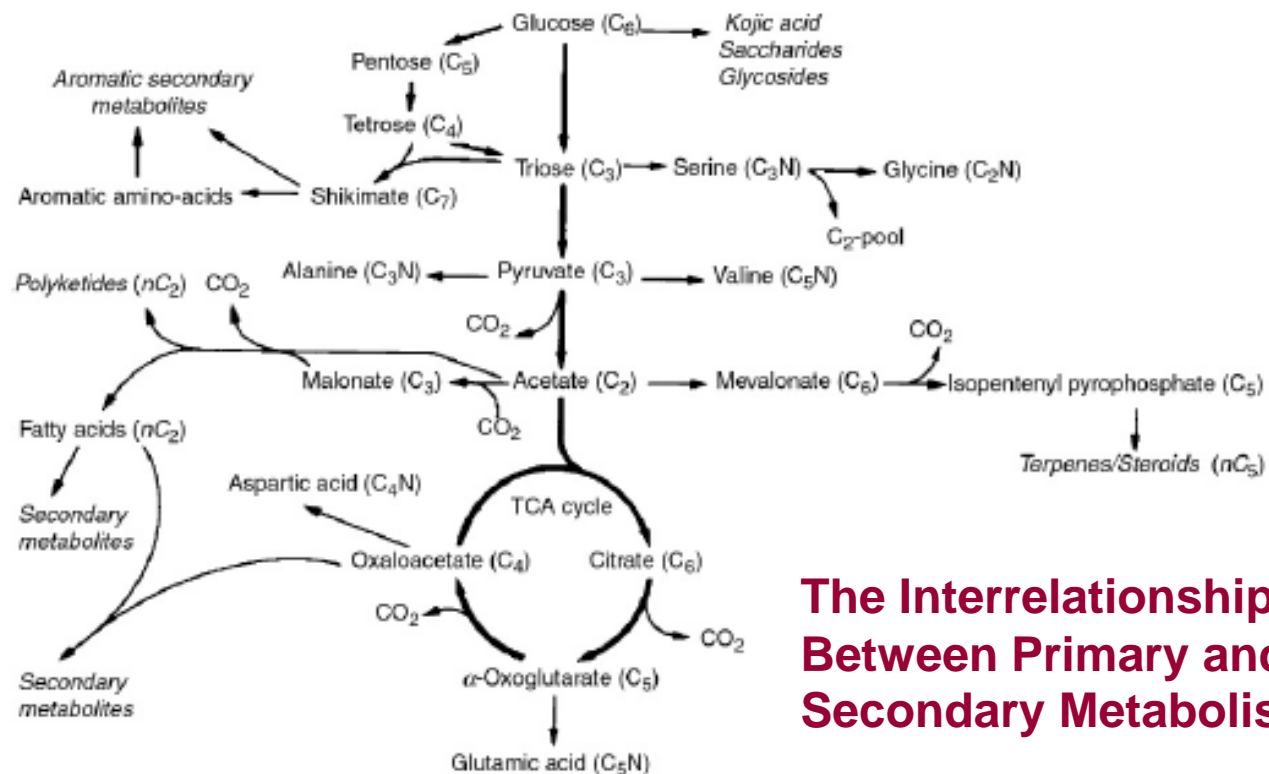 Glucose (C6)
Kojic acid
Saccharides
Glycosides
Pentose (C5)
Aromatic secondary
metabolites
Tetrose (C4)
Triose (C3)
Serine (C3N)
Glycine (C2N)
Aromatic amino-acids
Shikimate (C7)
C2-pool
Alanine (C3N)
Pyruvate (C3)
Valine (C5N)
Polyketides (nC2)
CO2
CO2
CO2
Malonate (C3)
Acetate (C2)
Mevalonate (C6)
Isopentenyl pyrophosphate (C5)
CO2
Fatty acids (nC2)
Terpenes/Steroids (nC5)
Aspartic acid (C4N)
TCA cycle
Secondary
metabolites
Oxaloacetate (C4)
Citrate (C6)
CO2
CO2
α-Oxoglutarate (C5)
Secondary
metabolites
Glutamic acid (C5N)
The Interrelationship
Between Primary and
Secondary Metabolis